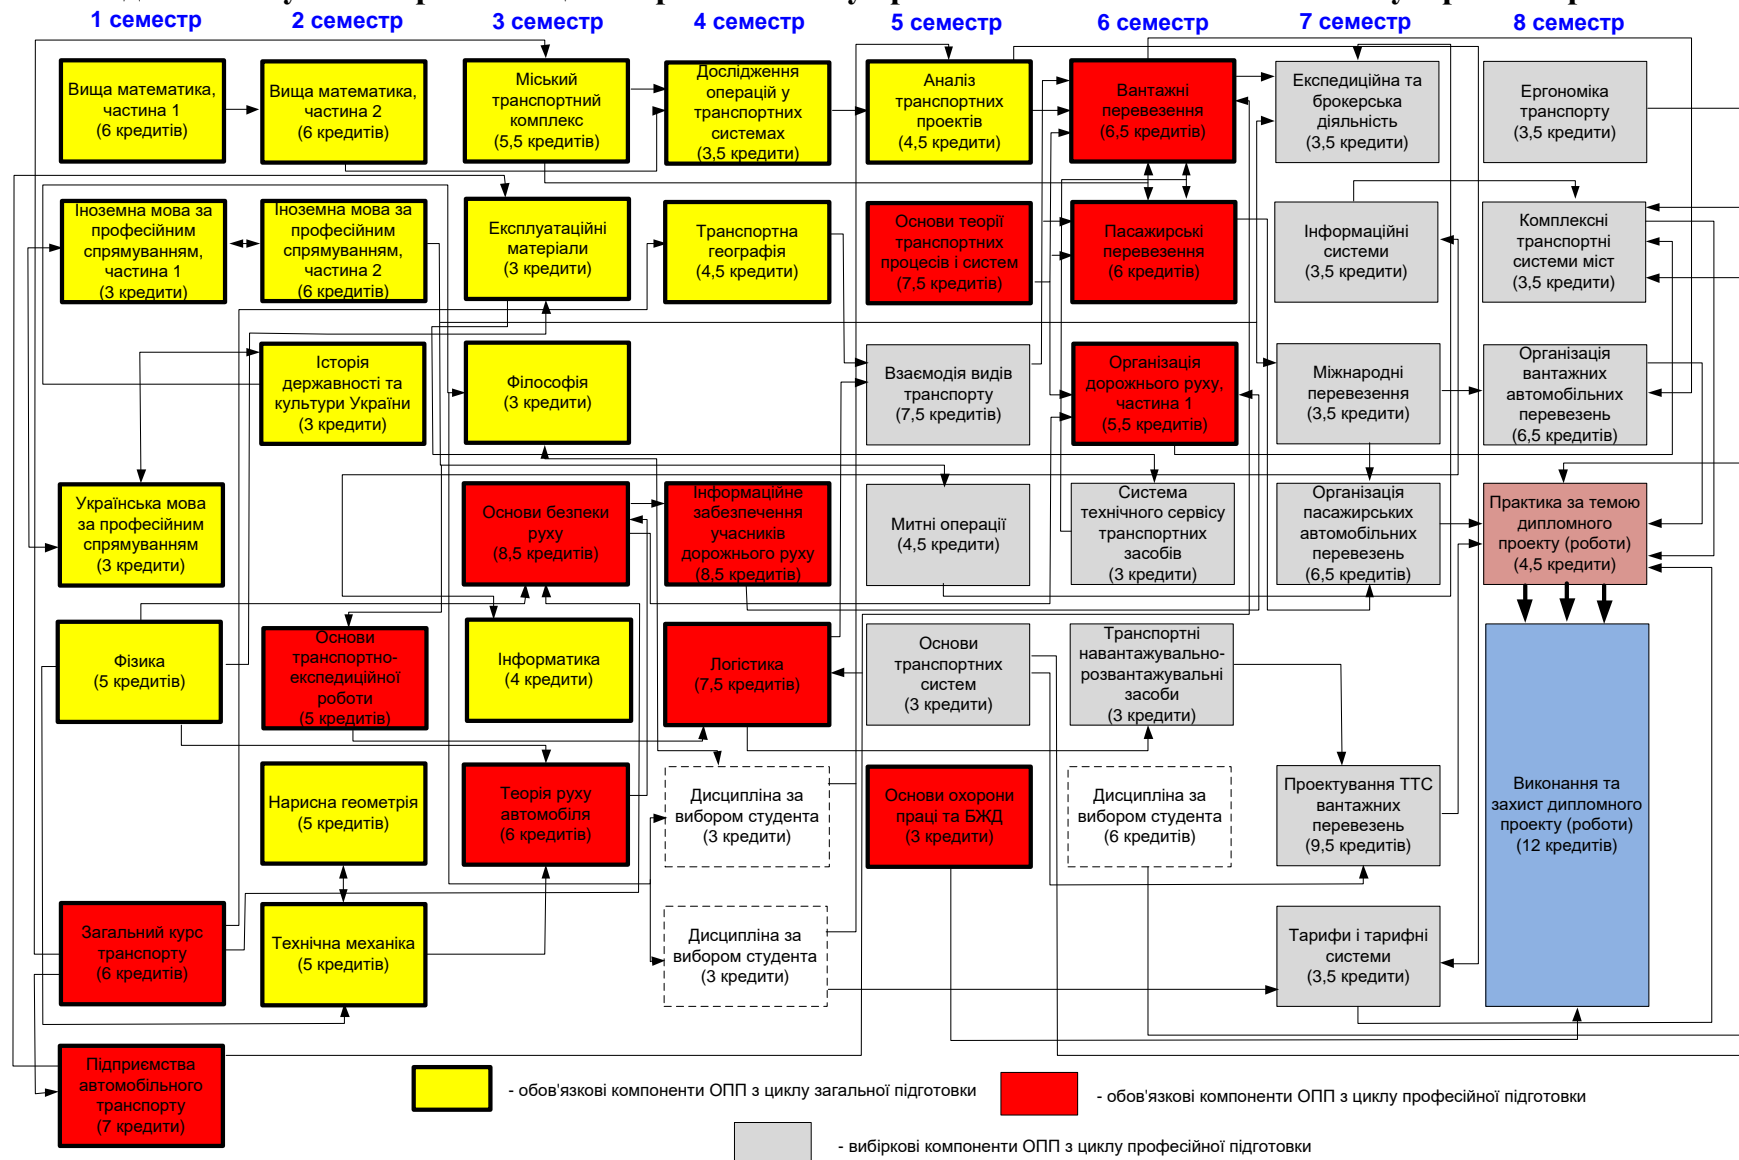 1 семестр
2 семестр
3 семестр
4 семестр
5 семестр
6 семестр
7 семестр
8 семестр
Вища математика,
частина 1
(6 кредитів)
Вища математика,
частина 2
(6 кредитів)
Міський
транспортний
комплекс
(5,5 кредитів)
Дослідження
операцій у
транспортних
системах
(3,5 кредити)
Аналіз
транспортних
проектів
(4,5 кредити)
Вантажні
перевезення
(6,5 кредитів)
Експедиційна та
брокерська
діяльність
(3,5 кредити)
Ергономіка
транспорту
(3,5 кредити)
Іноземна мова за
професійним
спрямуванням,
частина 1
(3 кредити)
Іноземна мова за
професійним
спрямуванням,
частина 2
(6 кредитів)
Експлуатаційні
матеріали
(3 кредити)
Транспортна
географія
(4,5 кредити)
Основи теорії
транспортних
процесів і систем
(7,5 кредитів)
Пасажирські
перевезення
(6 кредитів)
Інформаційні
системи
(3,5 кредити)
Комплексні
транспортні
системи міст
(3,5 кредити)
Історія
державності та
культури України
(3 кредити)
Філософія
(3 кредити)
Взаємодія видів
транспорту
(7,5 кредитів)
Організація
дорожнього руху,
частина 1
(5,5 кредитів)
Міжнародні
перевезення
(3,5 кредити)
Організація
вантажних
автомобільних
перевезень
(6,5 кредитів)
Українська мова
за професійним
спрямуванням
(3 кредити)
Основи безпеки
руху
(8,5 кредитів)
Інформаційне
забезпечення
учасників
дорожнього руху
(8,5 кредитів)
Митні операції
(4,5 кредити)
Система
технічного сервісу
транспортних
засобів
(3 кредити)
Організація
пасажирських
автомобільних
перевезень
(6,5 кредитів)
Практика за темою
дипломного
проекту (роботи)
(4,5 кредити)
Фізика
(5 кредитів)
Основи
транспортно-
експедиційної
роботи
(5 кредитів)
Інформатика
(4 кредити)
Логістика
(7,5 кредитів)
Основи
транспортних
систем
(3 кредити)
Транспортні
навантажувально-
розвантажувальні
засоби
(3 кредити)
Нарисна геометрія
(5 кредитів)
Теорія руху
автомобіля
(6 кредитів)
Дисципліна за
вибором студента
(3 кредити)
Основи охорони
праці та БЖД
(3 кредити)
Дисципліна за
вибором студента
(6 кредитів)
Проектування ТТС
вантажних
перевезень
(9,5 кредитів)
Виконання та
захист дипломного
проекту (роботи)
(12 кредитів)
Загальний курс
транспорту
(6 кредитів)
Технічна механіка
(5 кредитів)
Дисципліна за
вибором студента
(3 кредити)
Тарифи і тарифні
системи
(3,5 кредити)
Підприємства
автомобільного
транспорту
(7 кредити)
- обов'язкові компоненти ОПП з циклу загальної підготовки
- обов'язкові компоненти ОПП з циклу професійної підготовки
- вибіркові компоненти ОПП з циклу професійної підготовки